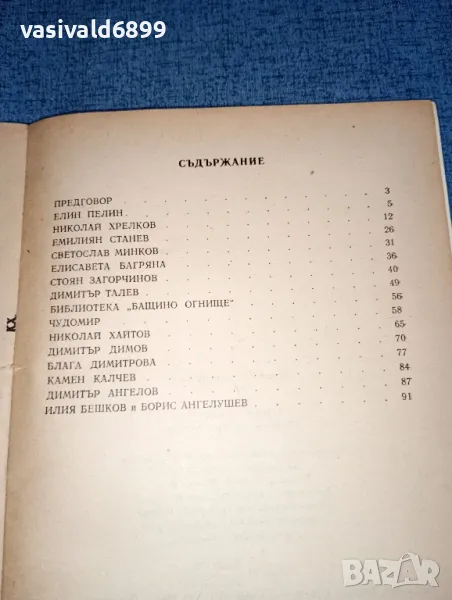 vasivald6899
СЪДЪРЖАНИЕ
ПРЕДГОВОР . . . . . . . . 3
ЕЛИН ПЕЛИН . . . . . . . . 5
НИКОЛАЙ ХРЕЛКОВ . . . . . . . . 12
ЕМИЛИЯН СТАНЕВ . . . . . . . . 26
СВЕТОСЛАВ МИНКОВ . . . . . . . . 31
ЕЛИСАВЕТА БАГРЯНА . . . . . . . . 36
СТОЯН ЗАГОРЧИНОВ . . . . . . . . 40
ДИМИТЪР ТАЛЕВ . . . . . . . . 49
БИБЛИОТЕКА „БАЩИНО ОГНИЩЕ" . . . . . . 56
ЧУДОМИР . . . . . . . . 58
НИКОЛАЙ ХАЙТОВ . . . . . . . . 65
ДИМИТЪР ДИМОВ . . . . . . . . 70
БЛАГА ДИМИТРОВА . . . . . . . . 77
КАМЕН КАЛЧЕВ . . . . . . . . 84
ДИМИТЪР АНГЕЛОВ . . . . . . . . 87
ИЛИЯ БЕШКОВ и БОРИС АНГЕЛУШЕВ . . . . . . 91
BAZAR